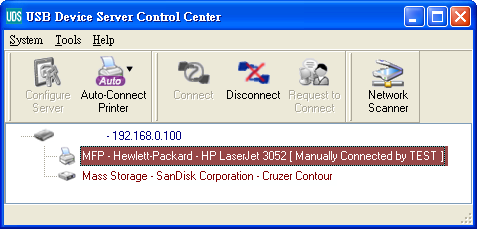 UDS USB Device Server Control Center
System Tools Help
Auto
Configure Server
Auto-Connect Printer
Connect
Disconnect
Request to Connect
Network Scanner
- 192.168.0.100
MFP - Hewlett-Packard - HP LaserJet 3052 [ Manually Connected by TEST ]
Mass Storage - SanDisk Corporation - Cruzer Contour